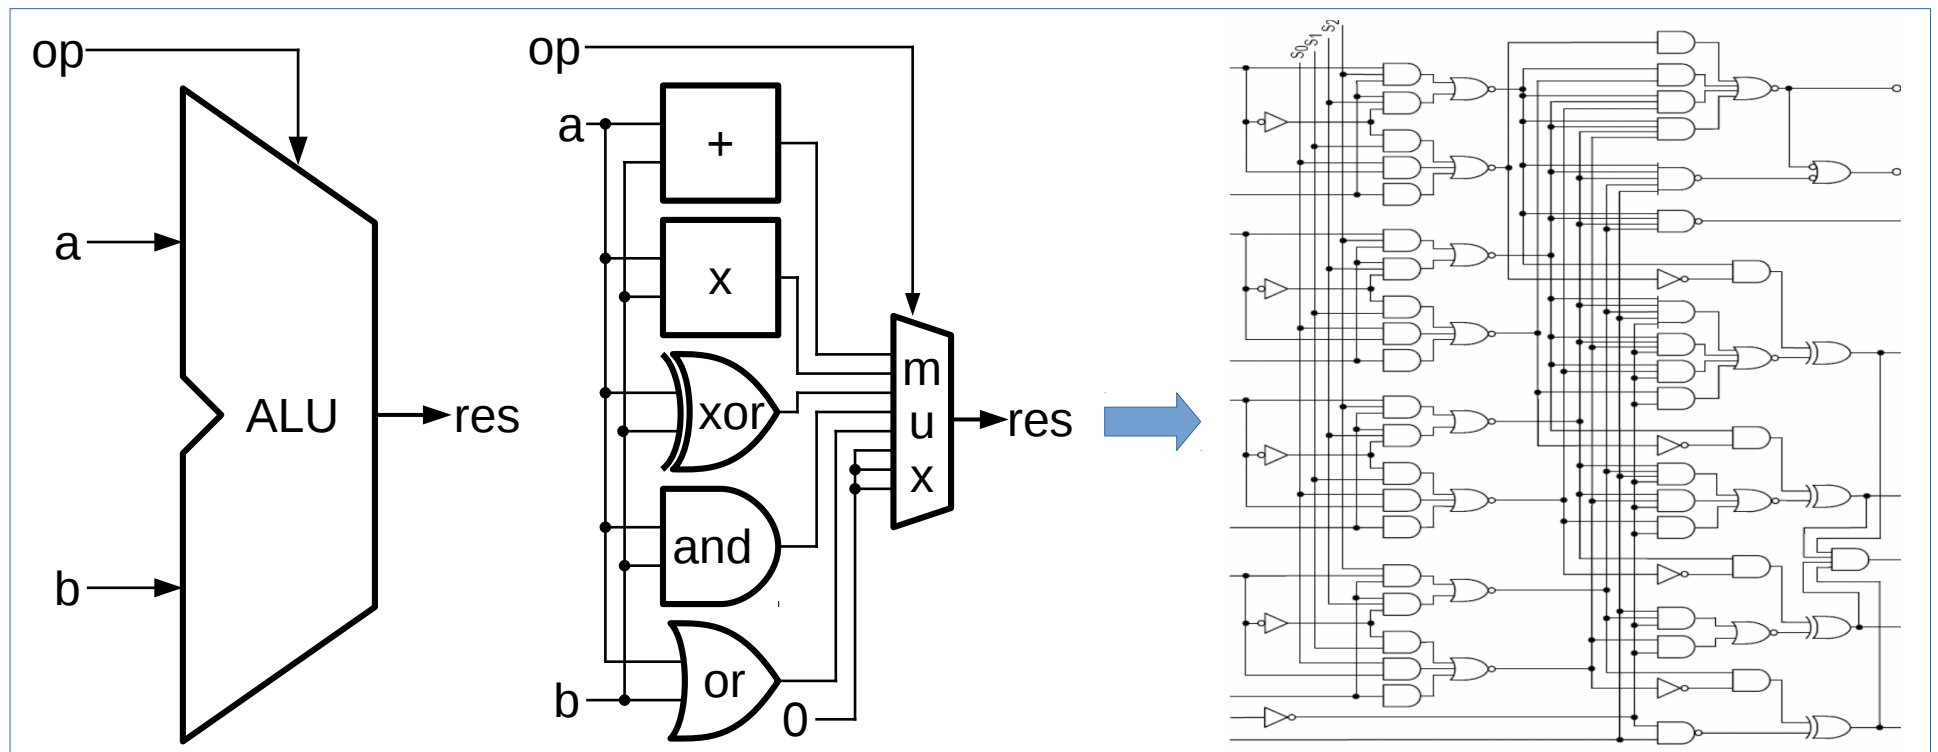 op
a
b
ALU
res
op
a
b
+
x
xor
and
or
0
m
u
x
res
S0
S1
S2